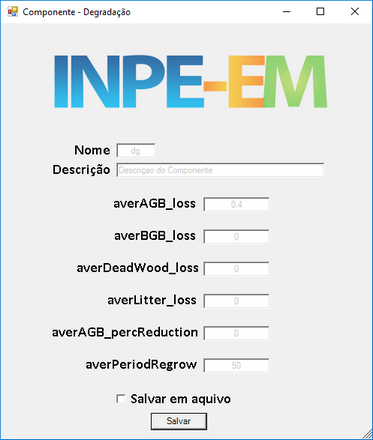 Componente - Degradação
INPE-EM
Nome dg
Descrição Descriçao do Componente
averAGB_loss 0.4
averBGB_loss 0
averDeadWood_loss 0
averLitter_loss 0
averAGB_percReduction 0
averPeriodRegrow 50
Salvar em aquivo
Salvar